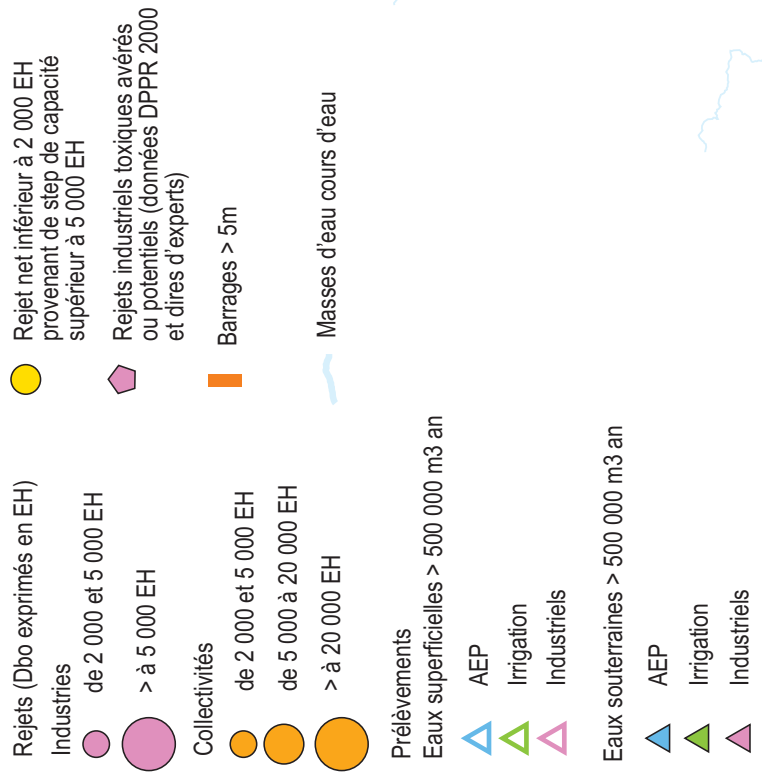 Rejets (Dbo exprimés en EH)
Industries
de 2 000 et 5 000 EH
> à 5 000 EH
Collectivités
de 2 000 et 5 000 EH
de 5 000 à 20 000 EH
> à 20 000 EH
Prélèvements
Eaux superficielles > 500 000 m3 an
AEP
Irrigation
Industriels
Eaux souterraines > 500 000 m3 an
AEP
Irrigation
Industriels
Rejet net inférieur à 2 000 EH
provenant de step de capacité
supérieur à 5 000 EH
Rejets industriels toxiques avérés
ou potentiels (données DPPR 2000
et dires d'experts)
Barrages > 5m
Masses d'eau cours d'eau